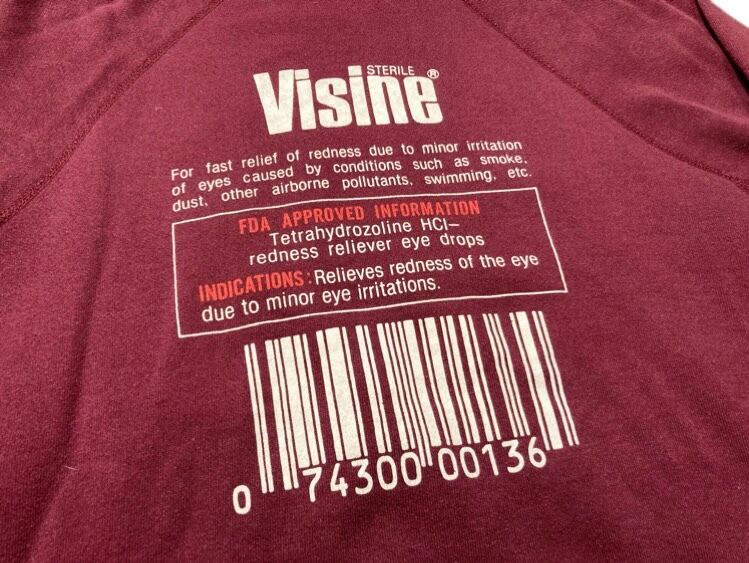 STERILE
Visine®
For fast relief of redness due to minor irritation
of eyes caused by conditions such as smoke,
dust, other airborne pollutants, swimming, etc.
FDA APPROVED INFORMATION
Tetrahydrozoline HCl–
redness reliever eye drops
INDICATIONS: Relieves redness of the eye
due to minor eye irritations.
0 74300 00136